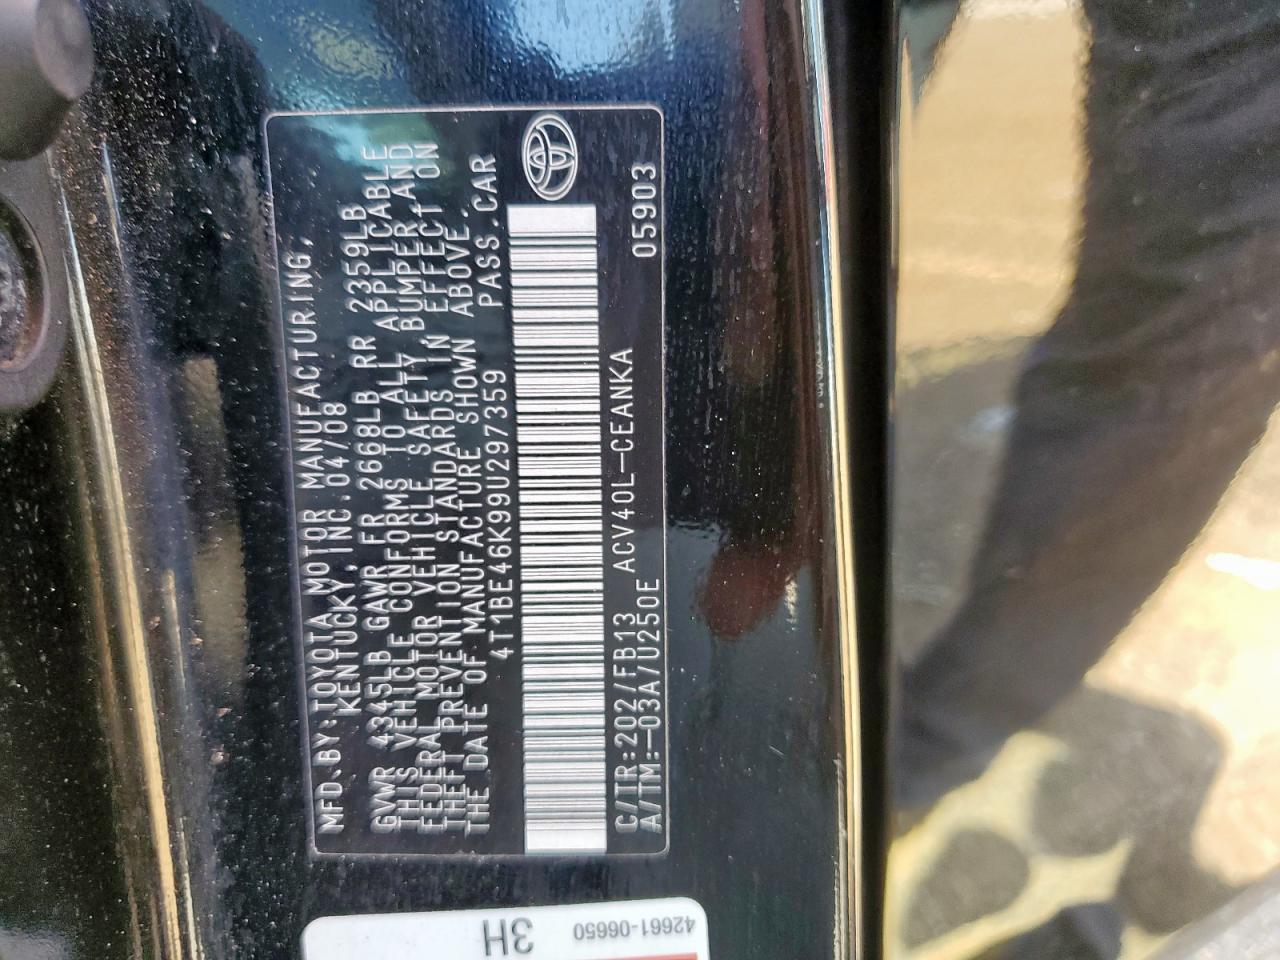 MFD.BY:TOYOTA MOTOR MANUFACTURING,
KENTUCKY, INC. 04/08
GVWR 4345LB GAWR FR 2668LB RR 2359LB
THIS VEHICLE CONFORMS TO ALL APPLICABLE
FEDERAL MOTOR VEHICLE SAFETY, BUMPER AND
THEFT PREVENTION STANDARDS IN EFFECT ON
THE DATE OF MANUFACTURE SHOWN ABOVE.
4T1BE46K99U297359 PASS.CAR
C/TR:202/FB13 ACV40L-CEANKA 05903
A/TM:-03A/U250E
42661-06650
3H